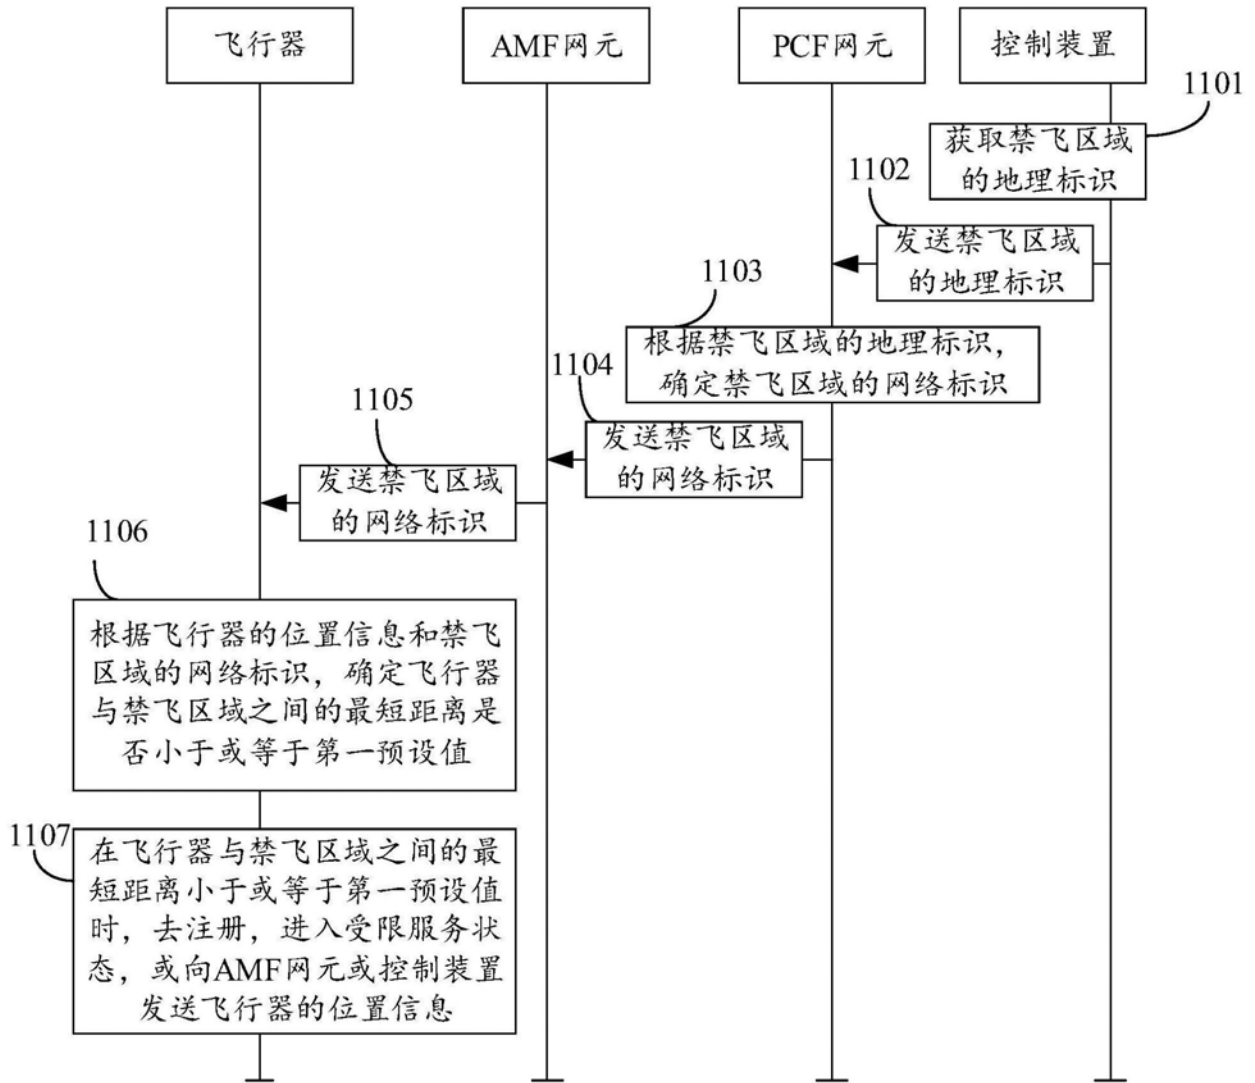 飞行器
AMF网元
PCF网元
控制装置
1101
获取禁飞区域
的地理标识
1102
发送禁飞区域
的地理标识
1103
根据禁飞区域的地理标识，
确定禁飞区域的网络标识
1104
发送禁飞区域
的网络标识
1105
发送禁飞区域
的网络标识
1106
根据飞行器的位置信息和禁飞
区域的网络标识，确定飞行器
与禁飞区域之间的最短距离是
否小于或等于第一预设值
1107
在飞行器与禁飞区域之间的最
短距离小于或等于第一预设值
时，去注册，进入受限服务状
态，或向AMF网元或控制装置
发送飞行器的位置信息